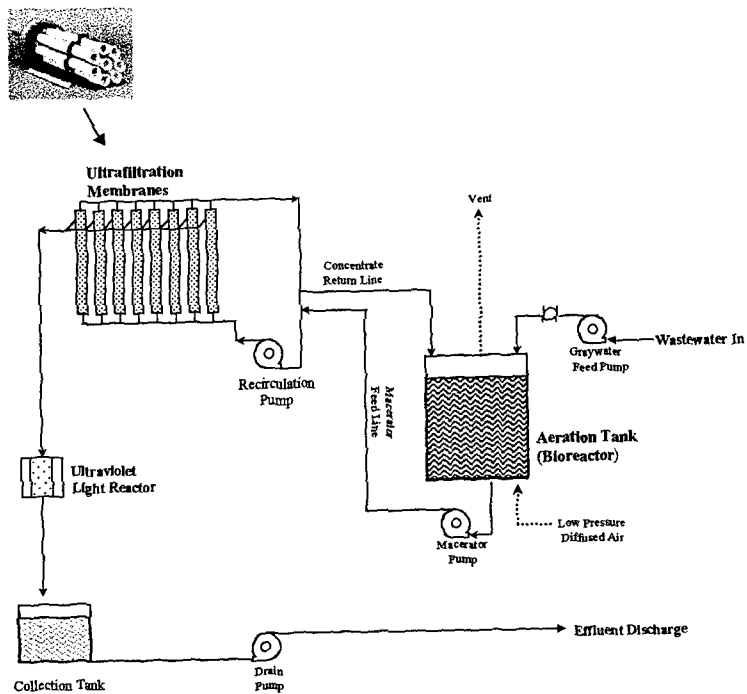 Ultrafiltration
Membranes
Vent
Concentrate
Return Line
Wastewater In
Graywater
Feed Pump
Recirculation
Pump
Macerator
Feed Line
Aeration Tank
(Bioreactor)
Ultraviolet
Light Reactor
Low Pressure
Diffused Air
Macerator
Pump
Effluent Discharge
Drain
Pump
Collection Tank